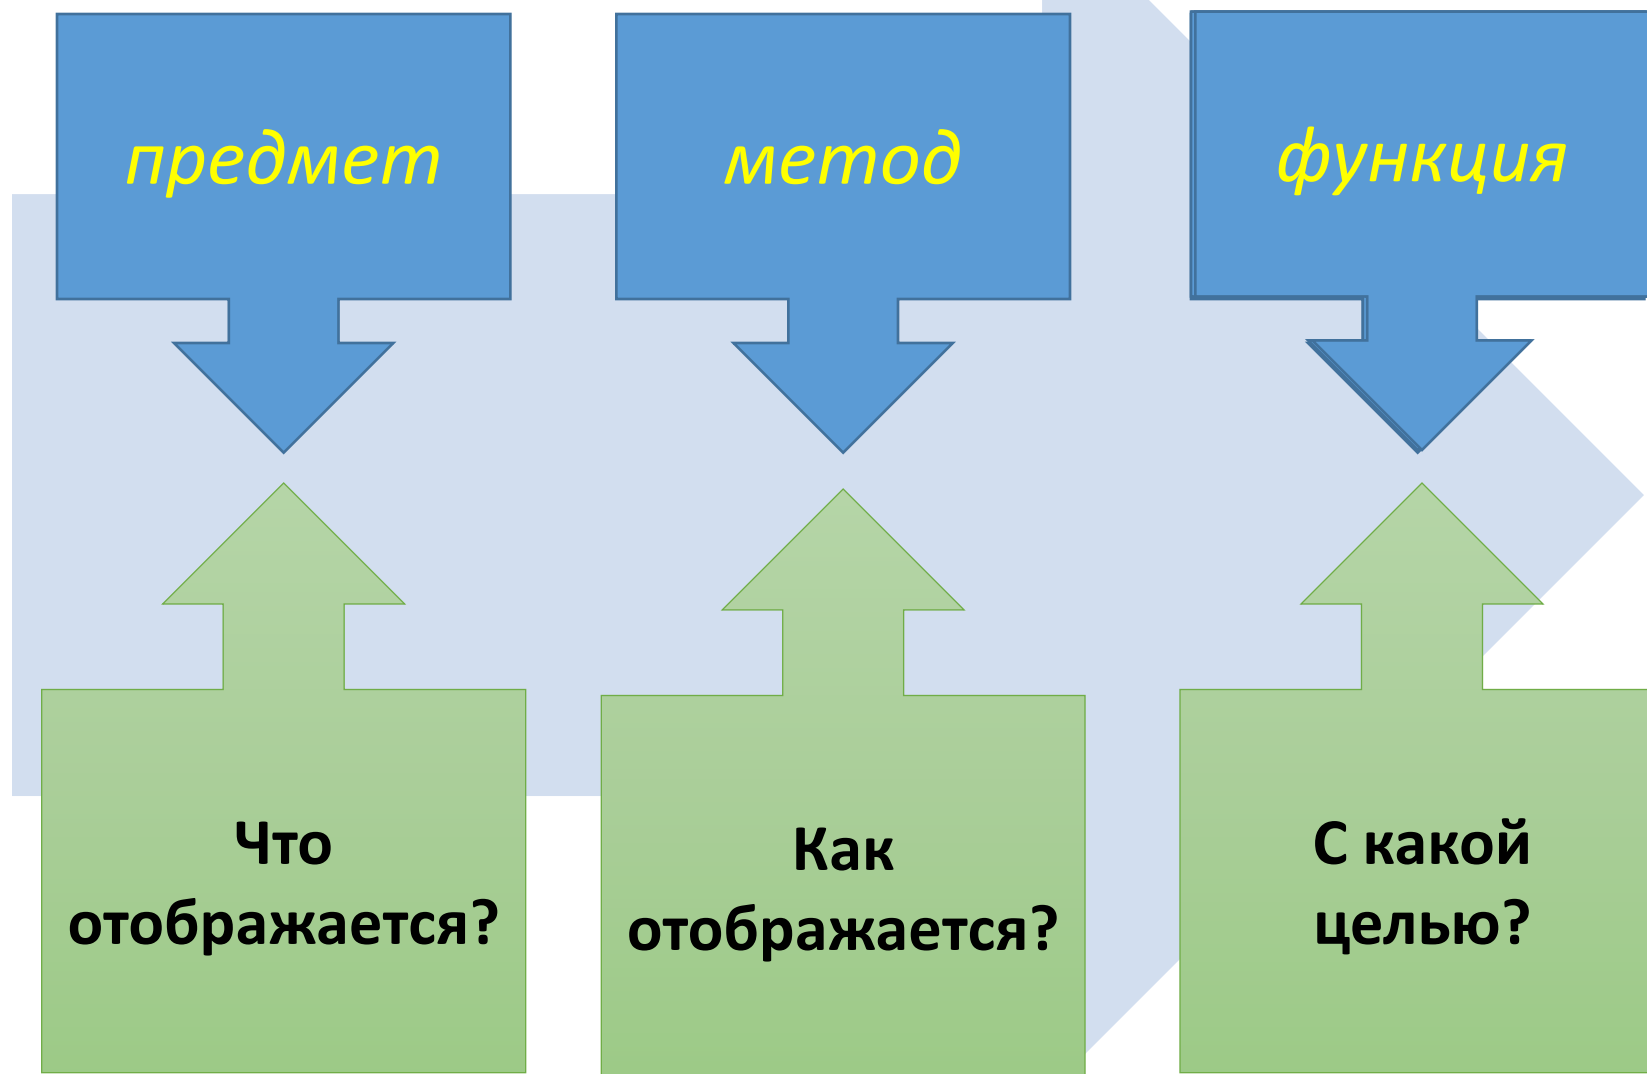 предмет
метод
функция
Что
отображается?
Как
отображается?
С какой
целью?